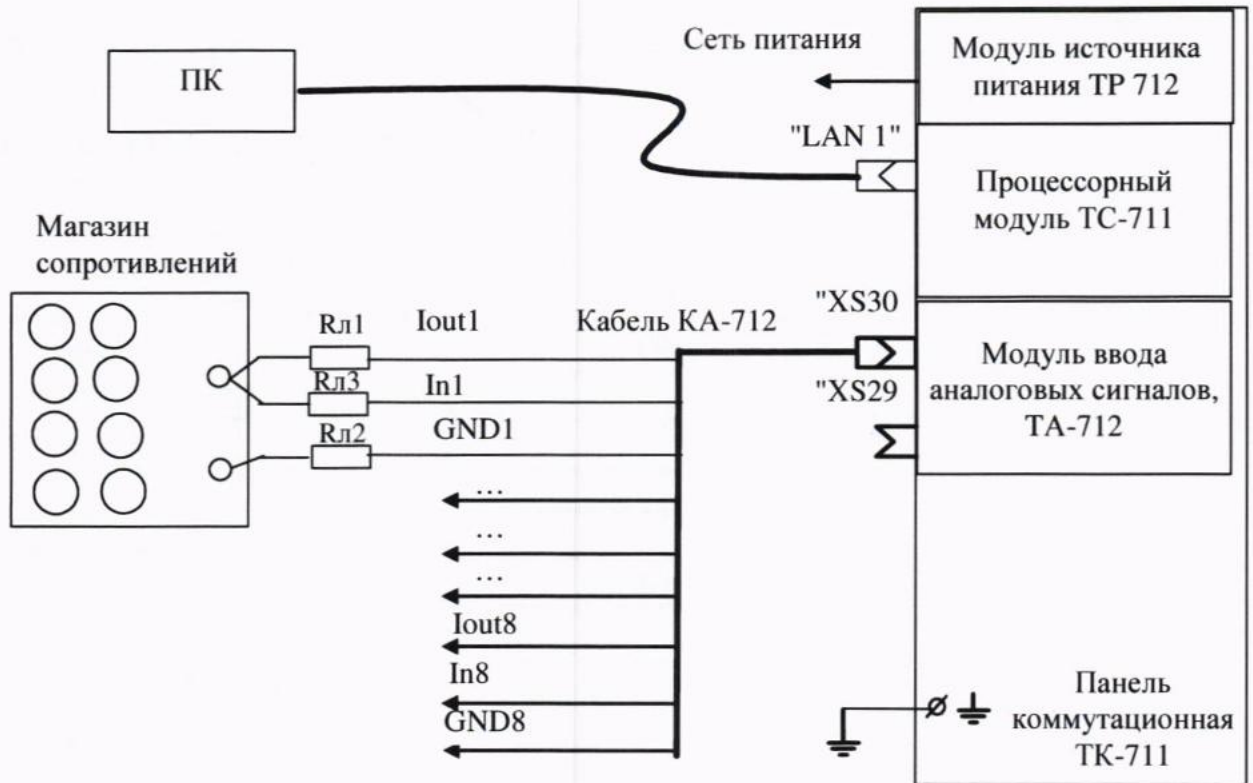 ПК
Сеть питания
Модуль источника
питания ТР 712
"LAN 1"
Процессорный
модуль ТС-711
Магазин
сопротивлений
Rл1
Iout1
Кабель КА-712
"XS30
Rл3
In1
"XS29
Модуль ввода
аналоговых сигналов,
ТА-712
Rл2
GND1
...
...
...
Iout8
In8
GND8
Панель
коммутационная
ТК-711